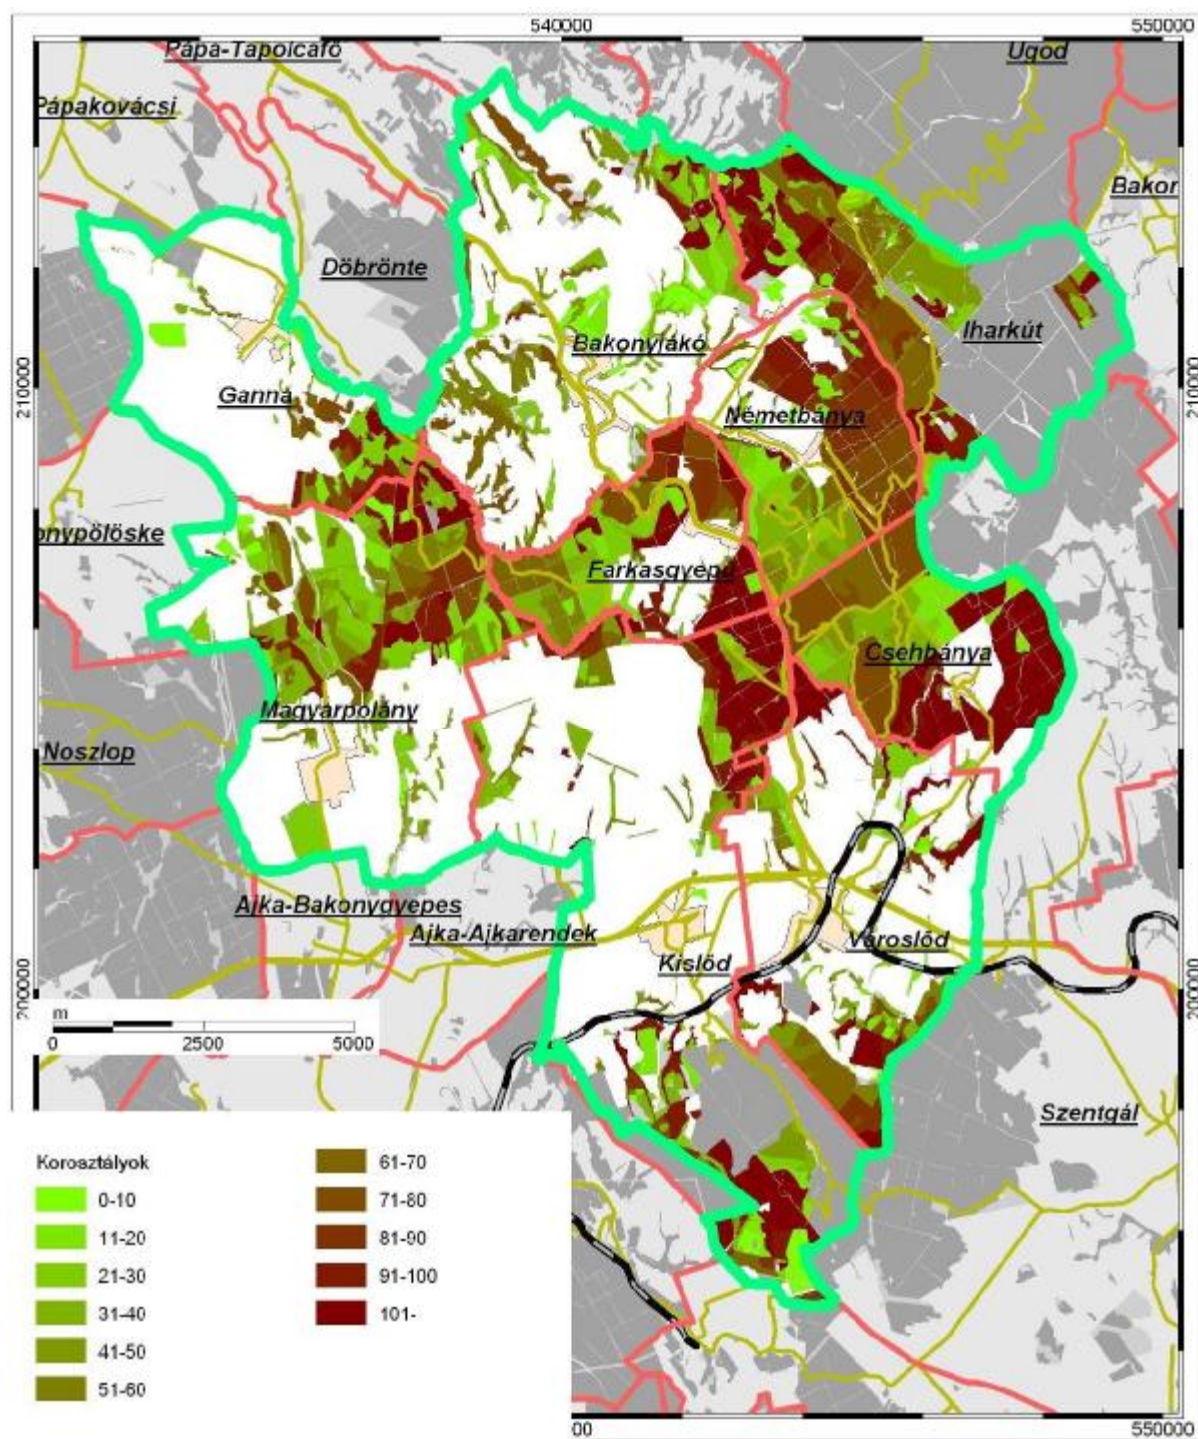 540000
550000
Pápa-Tapolcafő
Ugod
Pápakovácsi
Bakon
Döbrönte
Iharkút
Bakonyjákó
210000
210000
Ganna
Németbánya
onypölöske
Farkasgyepű
Csehbánya
Magyarpolány
Noszlop
Ajka-Bakonygyepes
Ajka-Ajkarendek
Városlőd
Kislőd
200000
200000
m
0 2500 5000
Szentgál
Korosztályok
0-10
11-20
21-30
31-40
41-50
51-60
61-70
71-80
81-90
91-100
101-
00
550000